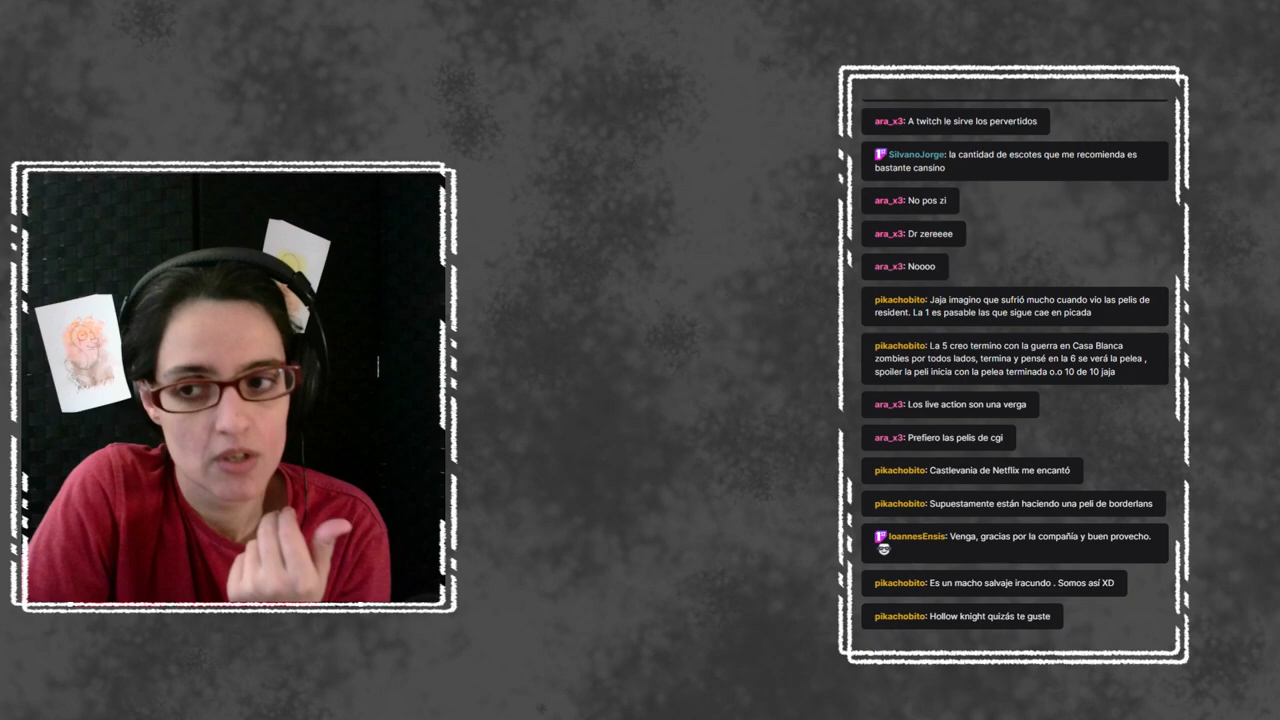 ara_x3: A twitch le sirve los pervertidos
SilvanoJorge: la cantidad de escotes que me recomienda es
bastante cansino
ara_x3: No pos zi
ara_x3: Dr zereeee
ara_x3: Noooo
pikachobito: Jaja imagino que sufrió mucho cuando vio las pelis de
resident. La 1 es pasable las que sigue cae en picada
pikachobito: La 5 creo termino con la guerra en Casa Blanca
zombies por todos lados, termina y pensé en la 6 se verá la pelea ,
spoiler la peli inicia con la pelea terminada o.o 10 de 10 jaja
ara_x3: Los live action son una verga
ara_x3: Prefiero las pelis de cgi
pikachobito: Castlevania de Netflix me encantó
pikachobito: Supuestamente están haciendo una peli de borderlans
IoannesEnsis: Venga, gracias por la compañía y buen provecho.
pikachobito: Es un macho salvaje iracundo . Somos así XD
pikachobito: Hollow knight quizás te guste